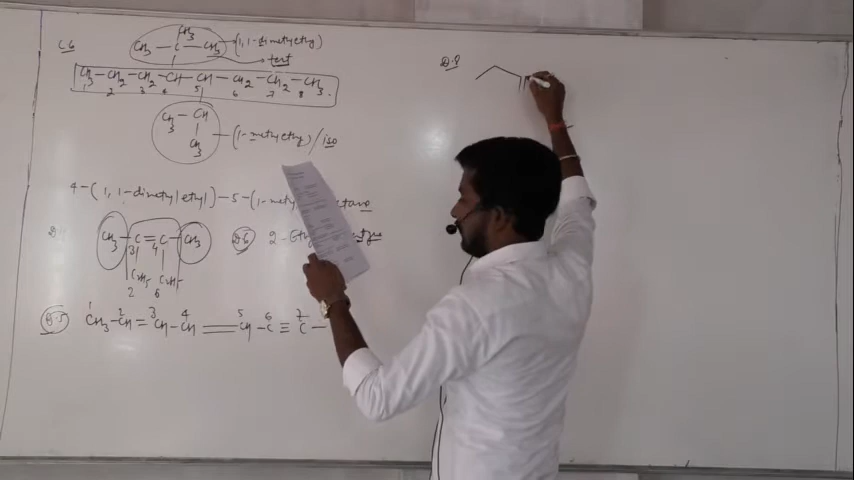 C.6
CH3
CH3 – C – CH3 (1,1-dimethylethyl)
tert
CH3 – CH2 – CH2 – CH – CH – CH2 – CH2 – CH3
1 2 3 4 5 6 7 8
CH3 – CH – (1-methylethyl)/iso
CH3
4-(1,1-dimethylethyl)-5-(1-
CH3 – C = C – CH3
3 4
C2H5 C2H5
2 6
D.6 2-
D.5 CH3 – CH = CH – CH = CH – C ≡ C –
1 2 3 4 5 6 7
D.8